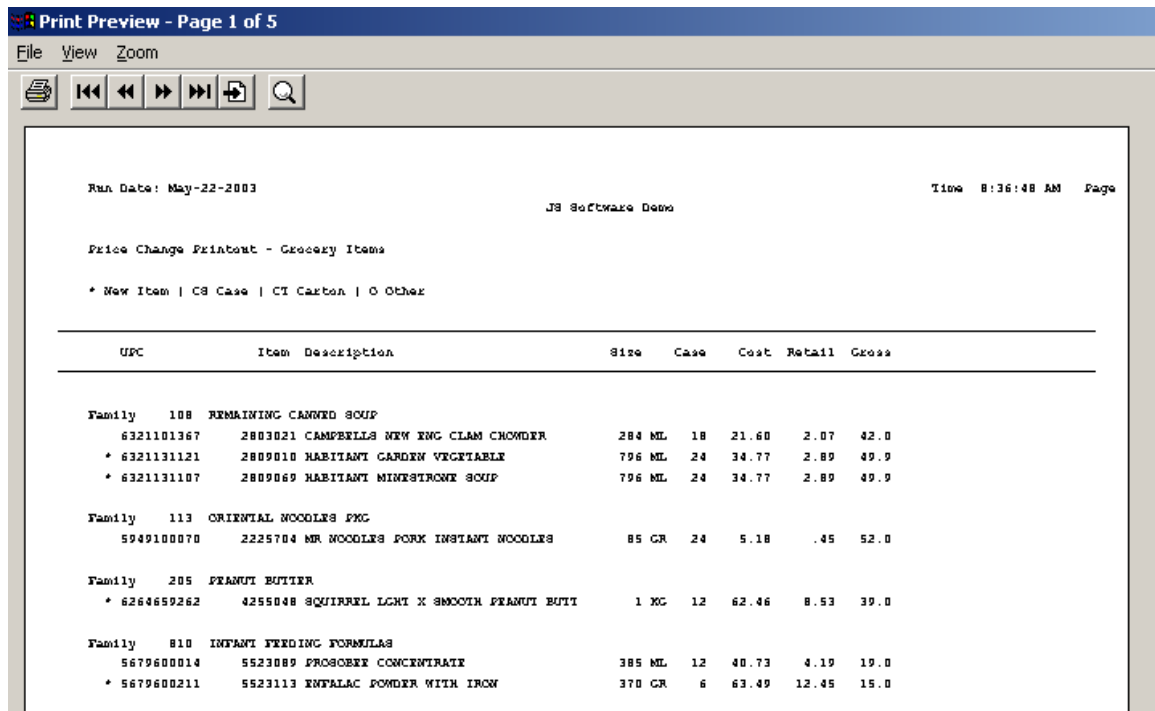 Print Preview - Page 1 of 5
File View Zoom
Run Date: May-22-2003 Time 8:36:48 AM Page
JS Software Demo
Price Change Printout - Grocery Items
* New Item | CS Case | CT Carton | O Other
UPC Item Description Size Case Cost Retail Gross
Family 108 REMAINING CANNED SOUP
6321101367 2803021 CAMPBELLS NEW ENG CLAM CHOWDER 284 ML 18 21.60 2.07 42.0
* 6321131121 2809010 HABITANT GARDEN VEGETABLE 796 ML 24 34.77 2.89 49.9
* 6321131107 2809069 HABITANT MINESTRONE SOUP 796 ML 24 34.77 2.89 49.9
Family 113 ORIENTAL NOODLES PKG
5949100070 2225704 MR NOODLES PORK INSTANT NOODLES 85 GR 24 5.18 .45 52.0
Family 205 PEANUT BUTTER
* 6264659262 4255048 SQUIRREL LGHT X SMOOTH PEANUT BUTT 1 KG 12 62.46 8.53 39.0
Family 810 INFANT FEEDING FORMULAS
5679600014 5523089 PROSOBEE CONCENTRATE 385 ML 12 40.73 4.19 19.0
* 5679600211 5523113 ENFALAC POWDER WITH IRON 370 GR 6 63.49 12.45 15.0